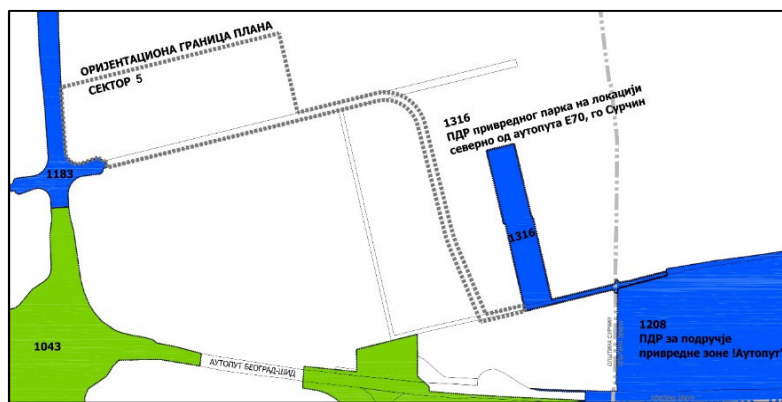 ОРИЈЕНТАЦИОНА ГРАНИЦА ПЛАНА
СЕКТОР 5
1316
ПДР привредног парка на локацији
северно од аутопута Е70, го Сурчин
1183
1316
1043
АУТОПУТ БЕОГРАД-ШИД
1208
ПДР за подручје
привредне зоне !Аутопут"
ОПШТИНА СУРЧИН